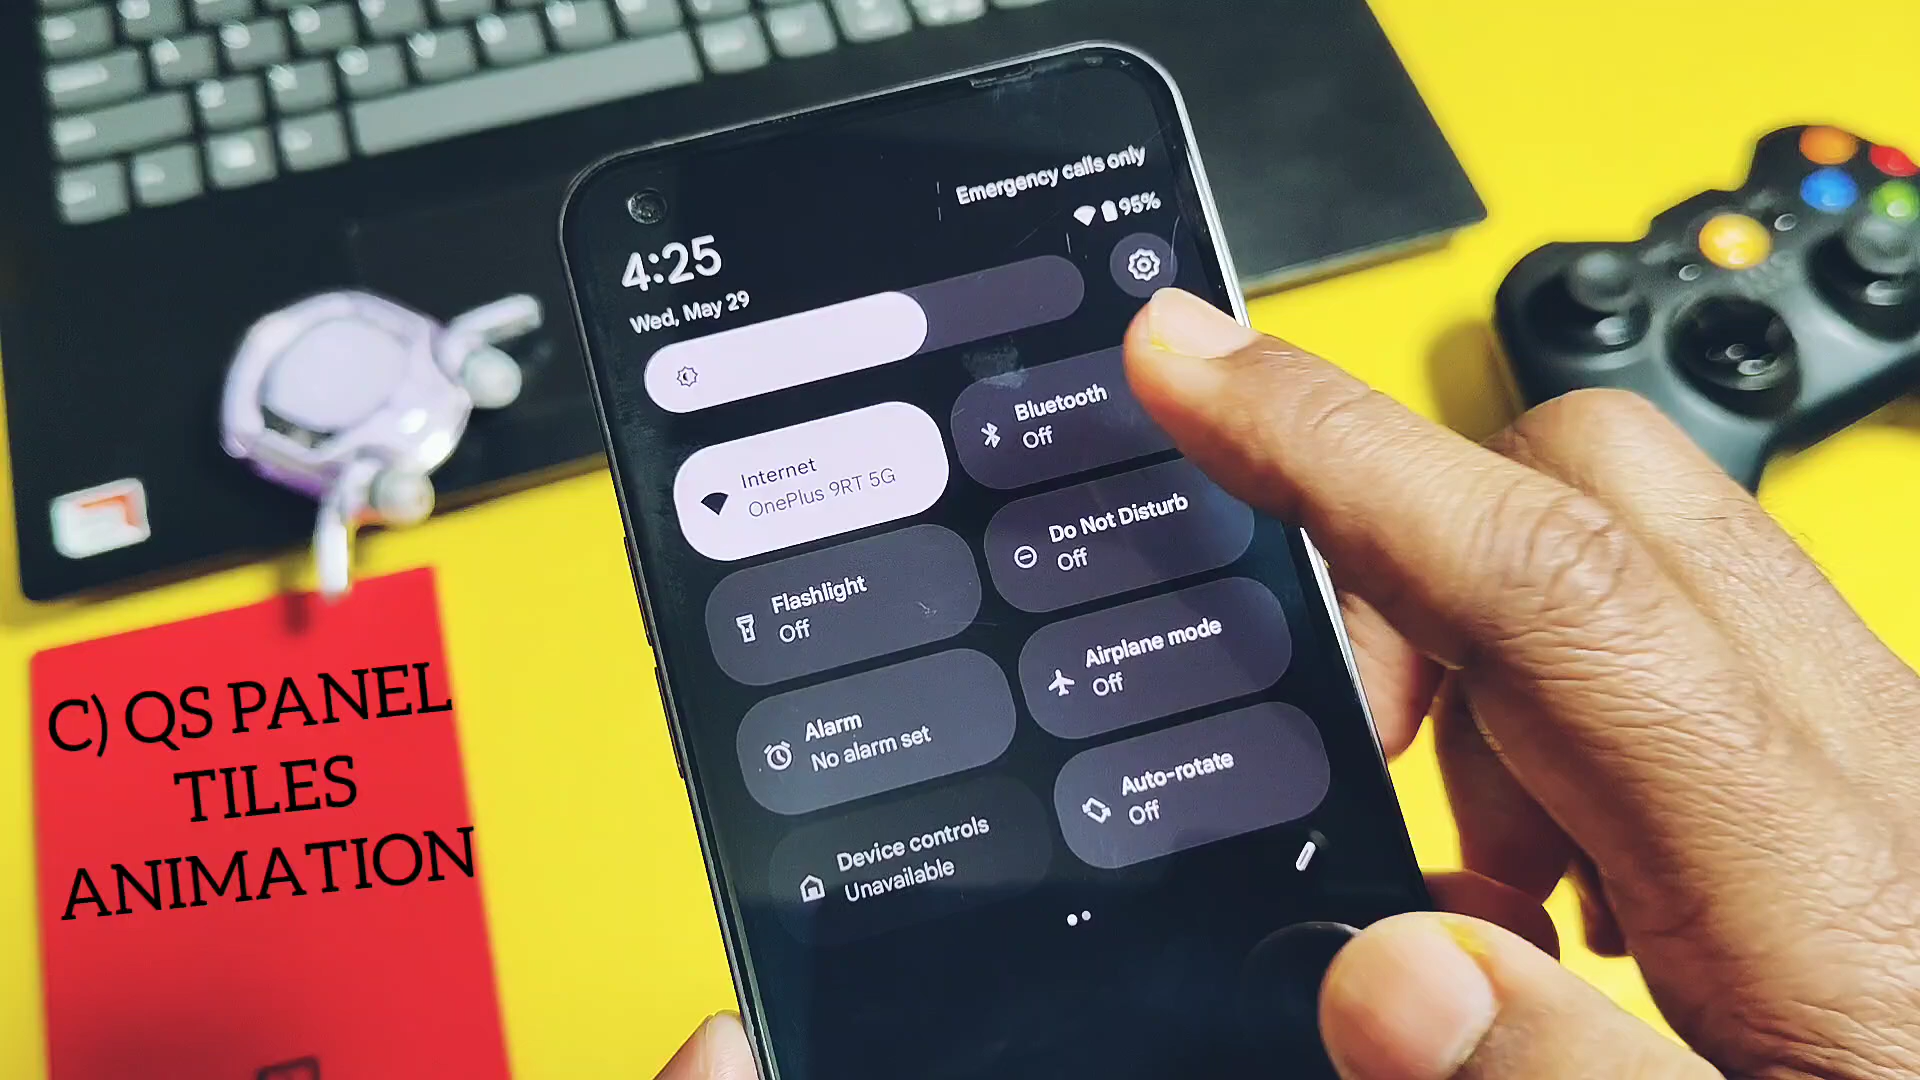 Emergency calls only
95%
4:25
Wed, May 29
Internet
OnePlus 9RT 5G
Bluetooth
Off
Flashlight
Off
Do Not Disturb
Off
Alarm
No alarm set
Airplane mode
Off
Device controls
Unavailable
Auto-rotate
Off
C) QS PANEL
TILES
ANIMATION